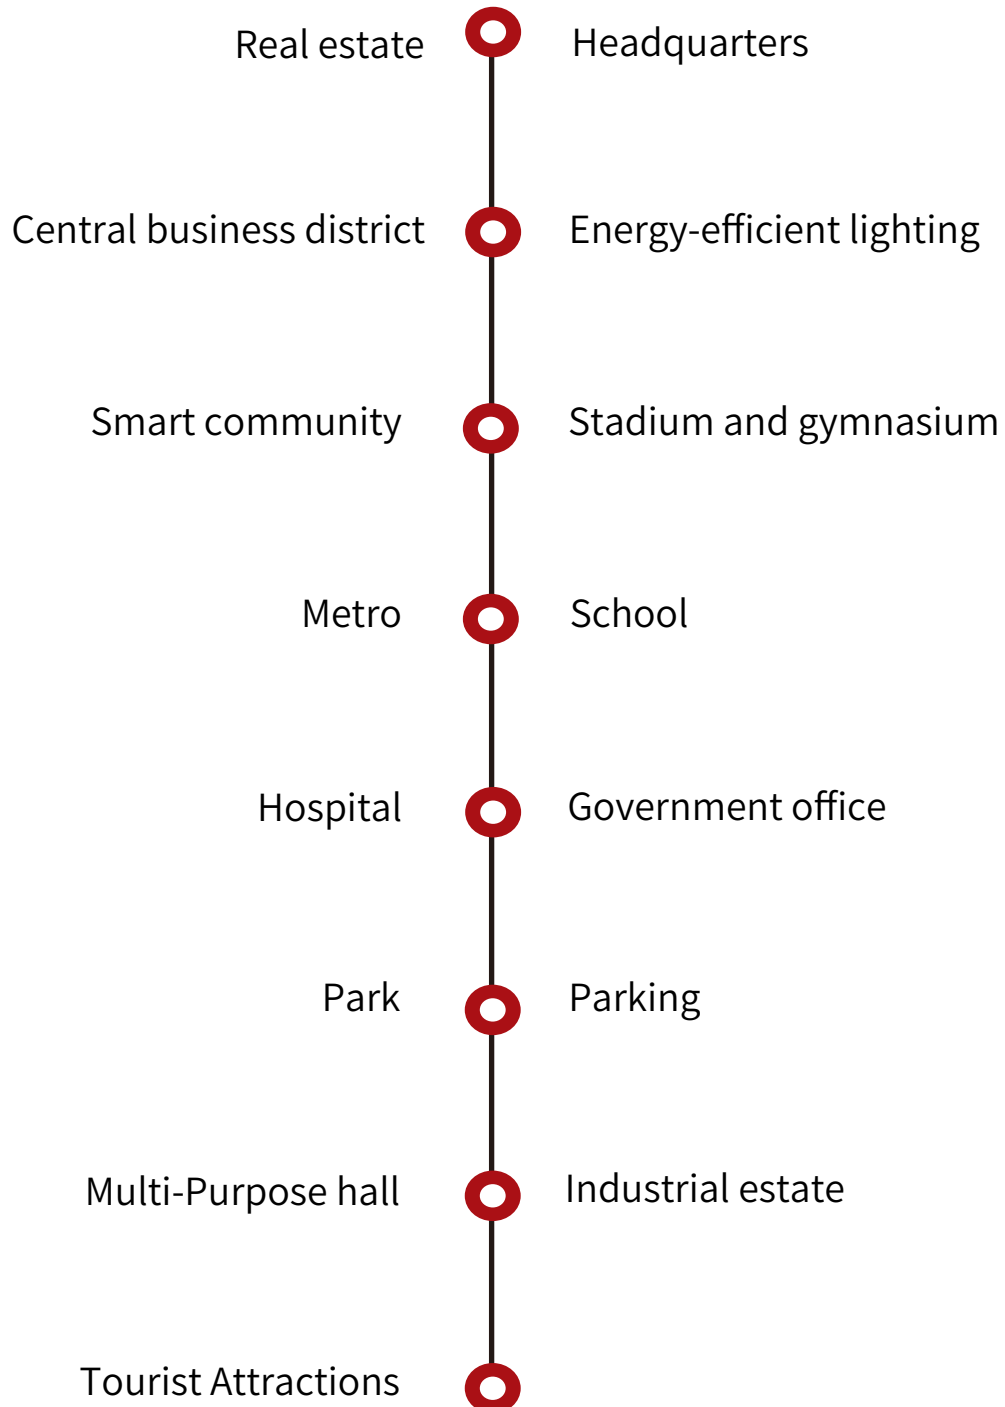 Real estate
Headquarters
Central business district
Energy-efficient lighting
Smart community
Stadium and gymnasium
Metro
School
Hospital
Government office
Park
Parking
Multi-Purpose hall
Industrial estate
Tourist Attractions